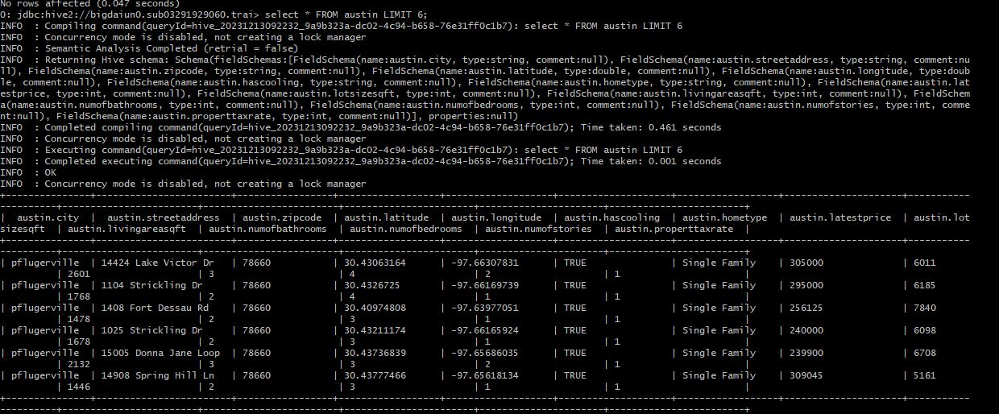 No rows affected (0.047 seconds)
0: jdbc:hive2://bigdaiun0.sub03291929060.trai> select * FROM austin LIMIT 6;
INFO  : Compiling command(queryId=hive_20231213092232_9a9b323a-dc02-4c94-b658-76e31ff0c1b7): select * FROM austin LIMIT 6
INFO  : Concurrency mode is disabled, not creating a lock manager
INFO  : Semantic Analysis Completed (retrial = false)
INFO  : Returning Hive schema: Schema(fieldSchemas:[FieldSchema(name:austin.city, type:string, comment:null), FieldSchema(name:austin.streetaddress, type:string, comment:nu
ll), FieldSchema(name:austin.zipcode, type:string, comment:null), FieldSchema(name:austin.latitude, type:double, comment:null), FieldSchema(name:austin.longitude, type:doub
le, comment:null), FieldSchema(name:austin.hascooling, type:string, comment:null), FieldSchema(name:austin.hometype, type:string, comment:null), FieldSchema(name:austin.lat
estprice, type:int, comment:null), FieldSchema(name:austin.lotsizesqft, type:int, comment:null), FieldSchema(name:austin.livingareasqft, type:int, comment:null), FieldSchem
a(name:austin.numofbathrooms, type:int, comment:null), FieldSchema(name:austin.numofbedrooms, type:int, comment:null), FieldSchema(name:austin.numofstories, type:int, comme
nt:null), FieldSchema(name:austin.properttaxrate, type:int, comment:null)], properties:null)
INFO  : Completed compiling command(queryId=hive_20231213092232_9a9b323a-dc02-4c94-b658-76e31ff0c1b7); Time taken: 0.461 seconds
INFO  : Concurrency mode is disabled, not creating a lock manager
INFO  : Executing command(queryId=hive_20231213092232_9a9b323a-dc02-4c94-b658-76e31ff0c1b7): select * FROM austin LIMIT 6
INFO  : Completed executing command(queryId=hive_20231213092232_9a9b323a-dc02-4c94-b658-76e31ff0c1b7); Time taken: 0.001 seconds
INFO  : OK
INFO  : Concurrency mode is disabled, not creating a lock manager
| austin.city | austin.streetaddress | austin.zipcode | austin.latitude | austin.longitude | austin.hascooling | austin.hometype | austin.latestprice | austin.lot
sizesqft | austin.livingareasqft | austin.numofbathrooms | austin.numofbedrooms | austin.numofstories | austin.properttaxrate |
| pflugerville | 14424 Lake Victor Dr | 78660 | 30.43063164 | -97.66307831 | TRUE | Single Family | 305000 | 6011
| 2601 | 3 | 4 | 2 | 1 |
| pflugerville | 1104 Strickling Dr | 78660 | 30.4326725 | -97.66169739 | TRUE | Single Family | 295000 | 6185
| 1768 | 2 | 4 | 1 | 1 |
| pflugerville | 1408 Fort Dessau Rd | 78660 | 30.40974808 | -97.63977051 | TRUE | Single Family | 256125 | 7840
| 1478 | 2 | 3 | 1 | 1 |
| pflugerville | 1025 Strickling Dr | 78660 | 30.43211174 | -97.66165924 | TRUE | Single Family | 240000 | 6098
| 1678 | 2 | 3 | 1 | 1 |
| pflugerville | 15005 Donna Jane Loop | 78660 | 30.43736839 | -97.65686035 | TRUE | Single Family | 239900 | 6708
| 2132 | 3 | 3 | 2 | 1 |
| pflugerville | 14908 Spring Hill Ln | 78660 | 30.43777466 | -97.65618134 | TRUE | Single Family | 309045 | 5161
| 1446 | 2 | 3 | 1 | 1 |